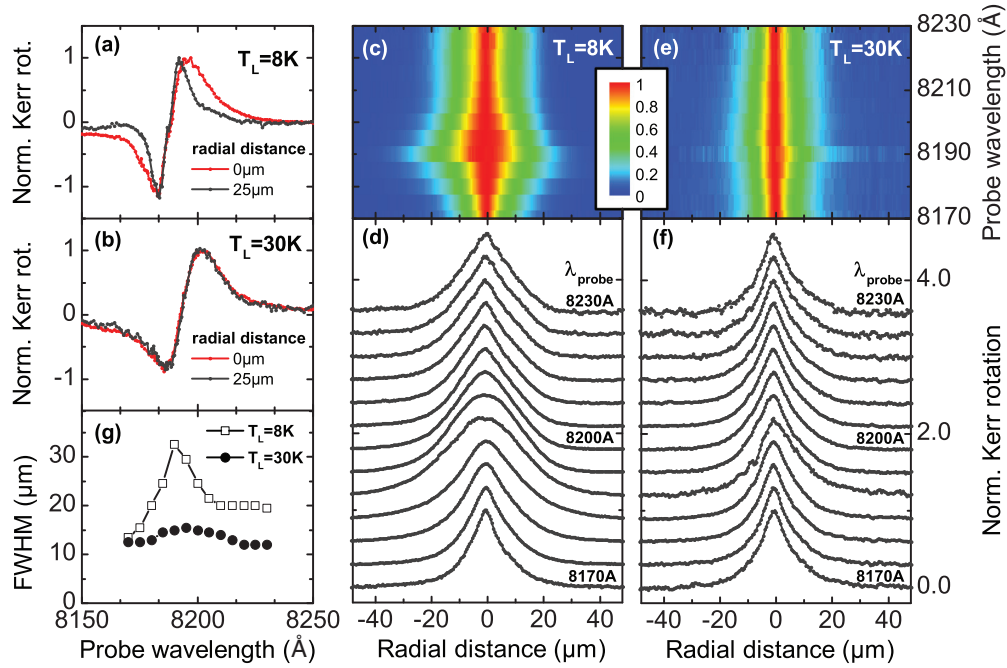 (a)
T_L=8K
Norm. Kerr rot.
1
0
-1
radial distance
0µm
25µm
(b)
T_L=30K
Norm. Kerr rot.
1
0
-1
radial distance
0µm
25µm
(g)
T_L=8K
T_L=30K
FWHM (µm)
30
20
10
0
8150
8200
8250
Probe wavelength (Å)
(c)
T_L=8K
1
0.8
0.6
0.4
0.2
0
(e)
T_L=30K
8230
8210
8190
8170
Probe wavelength (Å)
(d)
λ_probe
8230A
8200A
8170A
-40
-20
0
20
40
Radial distance (µm)
(f)
λ_probe
8230A
8200A
8170A
4.0
2.0
0.0
Norm. Kerr rotation
-40
-20
0
20
40
Radial distance (µm)